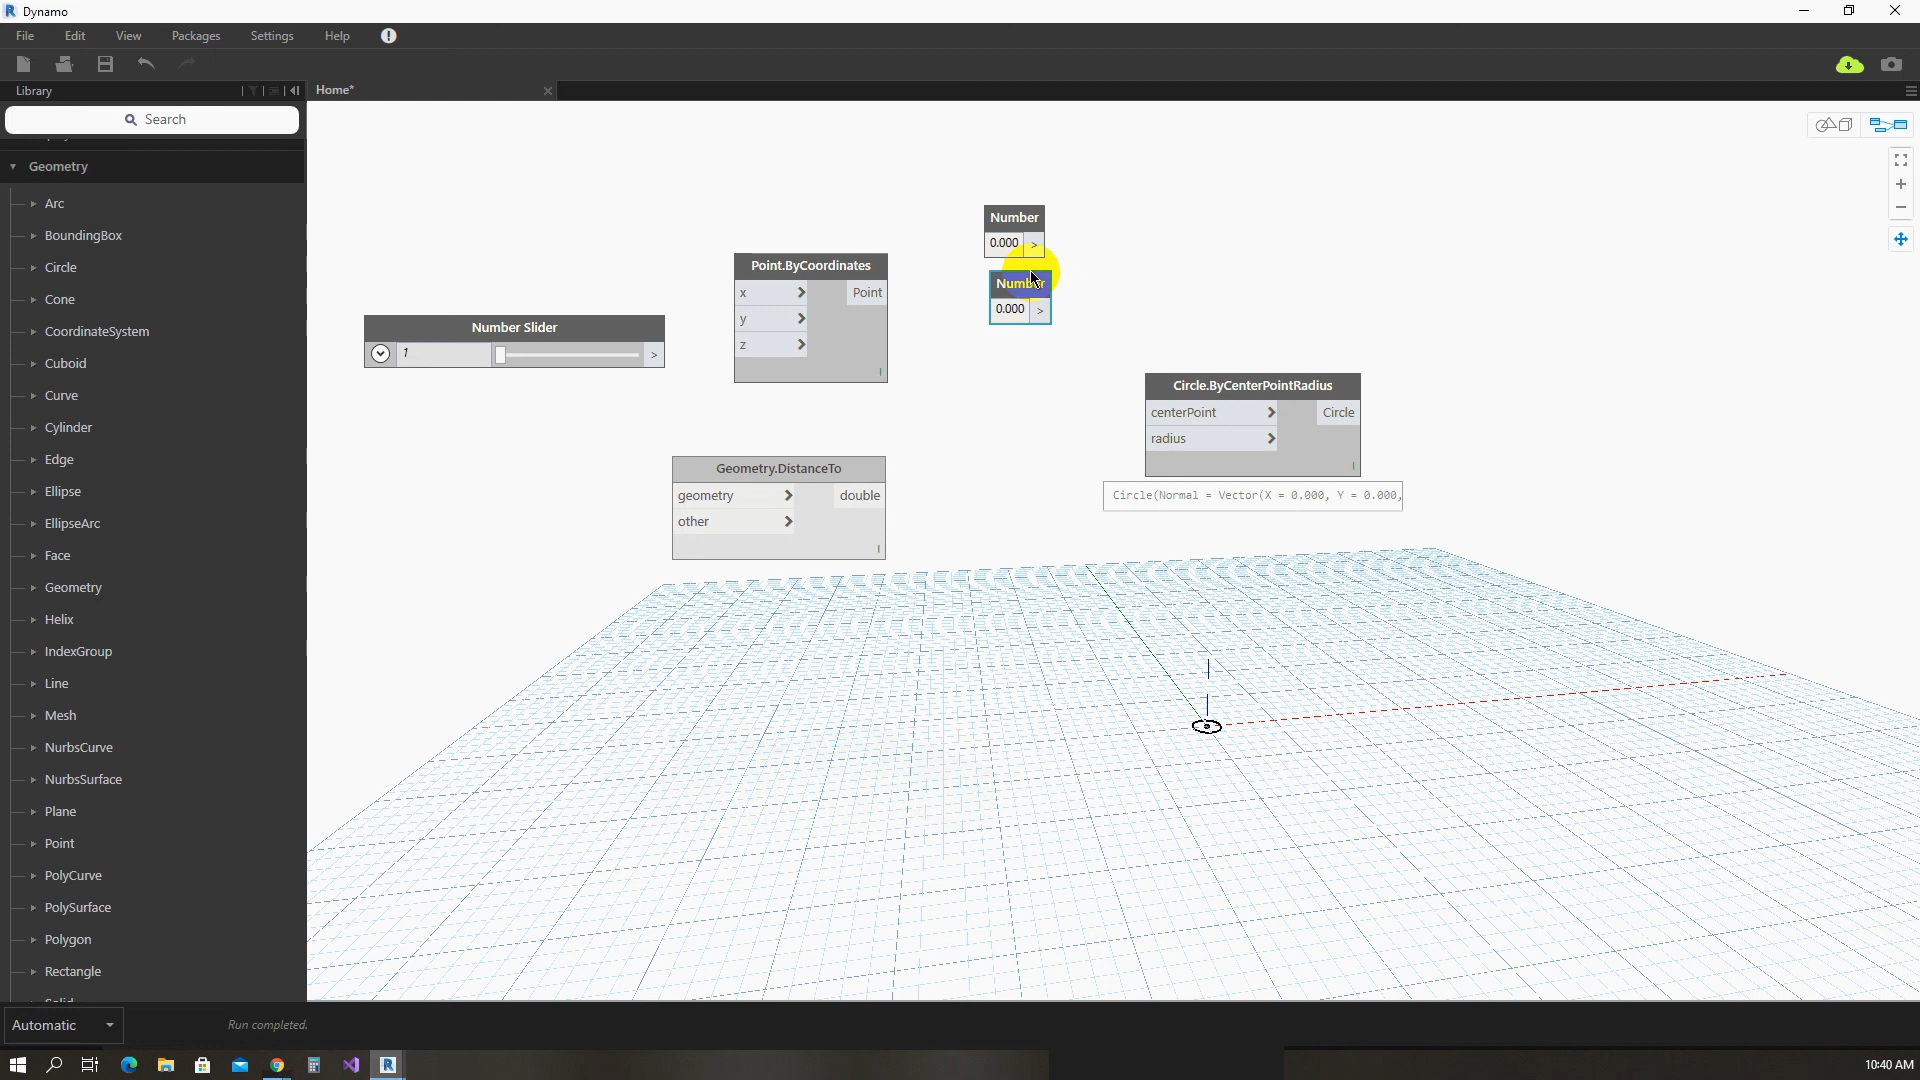 Dynamo
File Edit View Packages Settings Help
Library
Home*
Search
Geometry
Arc
BoundingBox
Circle
Cone
CoordinateSystem
Cuboid
Curve
Cylinder
Edge
Ellipse
EllipseArc
Face
Geometry
Helix
IndexGroup
Line
Mesh
NurbsCurve
NurbsSurface
Plane
Point
PolyCurve
PolySurface
Polygon
Rectangle
Number
0.000 >
Number
0.000 >
Point.ByCoordinates
x > Point
y >
z >
Number Slider
1 >
Circle.ByCenterPointRadius
centerPoint > Circle
radius >
Circle(Normal = Vector(X = 0.000, Y = 0.000,
Geometry.DistanceTo
geometry > double
other >
Automatic
Run completed.
10:40 AM